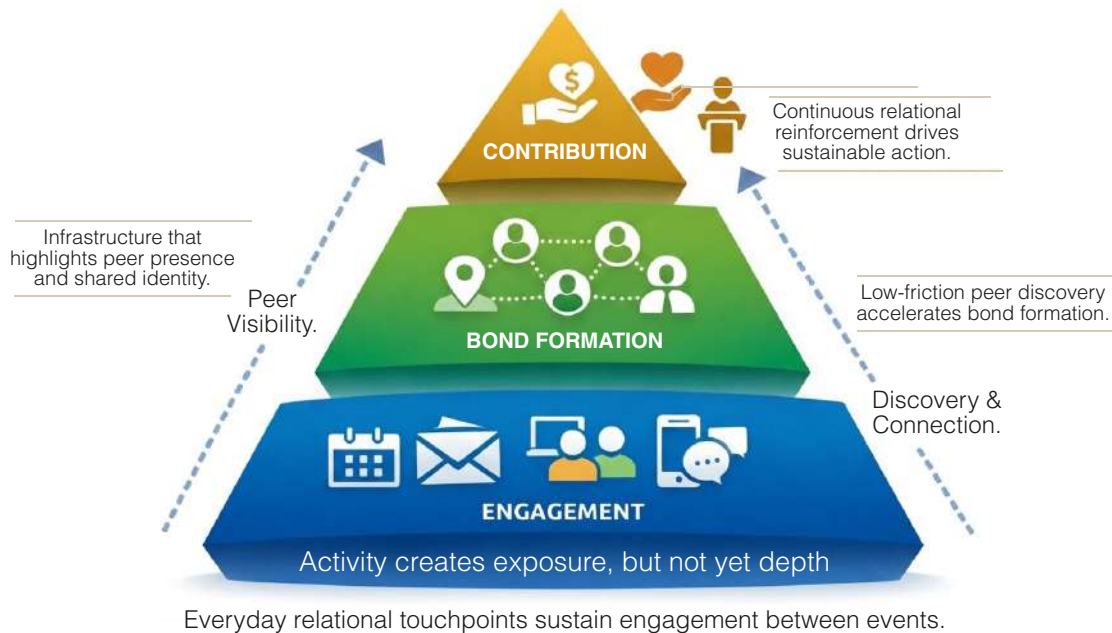 $
CONTRIBUTION
Continuous relational
reinforcement drives
sustainable action.
Infrastructure that
highlights peer presence
and shared identity.
Peer
Visibility.
BOND FORMATION
Low-friction peer discovery
accelerates bond formation.
Discovery &
Connection.
ENGAGEMENT
Activity creates exposure, but not yet depth
Everyday relational touchpoints sustain engagement between events.